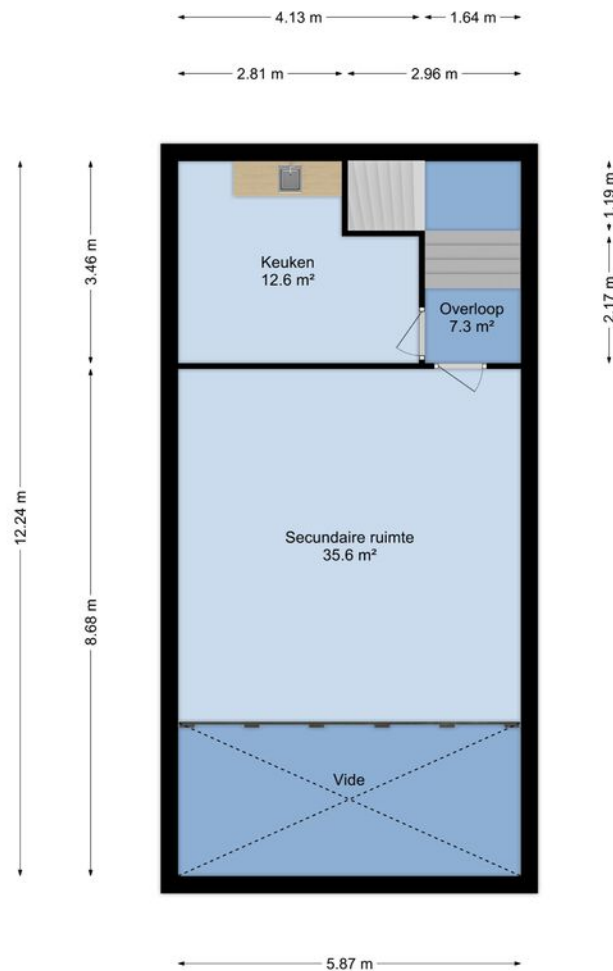 4.13 m
1.64 m
2.81 m
2.96 m
1.19 m
3.46 m
Keuken
12.6 m²
2.17 m
Overloop
7.3 m²
12.24 m
Secundaire ruimte
35.6 m²
8.68 m
Vide
5.87 m